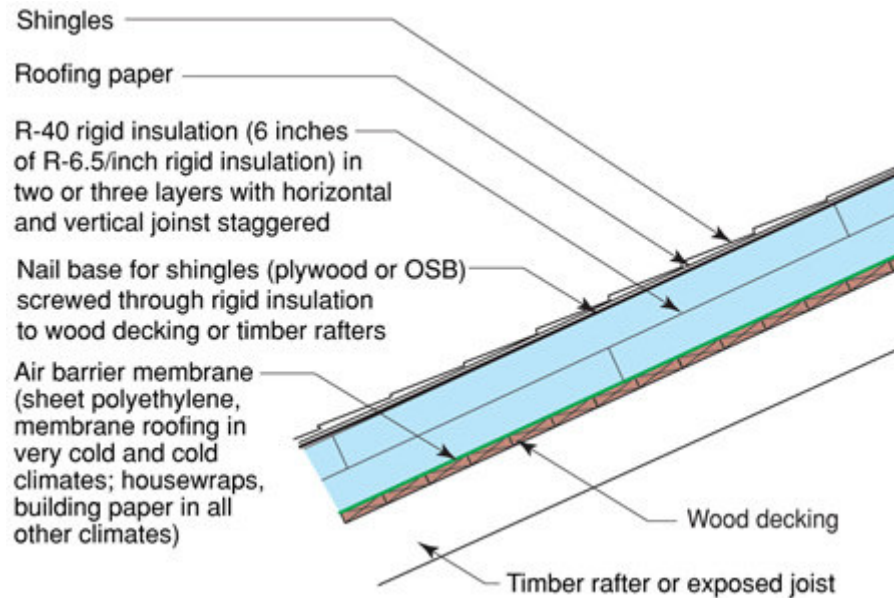 Shingles
Roofing paper
R-40 rigid insulation (6 inches
of R-6.5/inch rigid insulation) in
two or three layers with horizontal
and vertical joinst staggered
Nail base for shingles (plywood or OSB)
screwed through rigid insulation
to wood decking or timber rafters
Air barrier membrane
(sheet polyethylene,
membrane roofing in
very cold and cold
climates; housewraps,
building paper in all
other climates)
Wood decking
Timber rafter or exposed joist